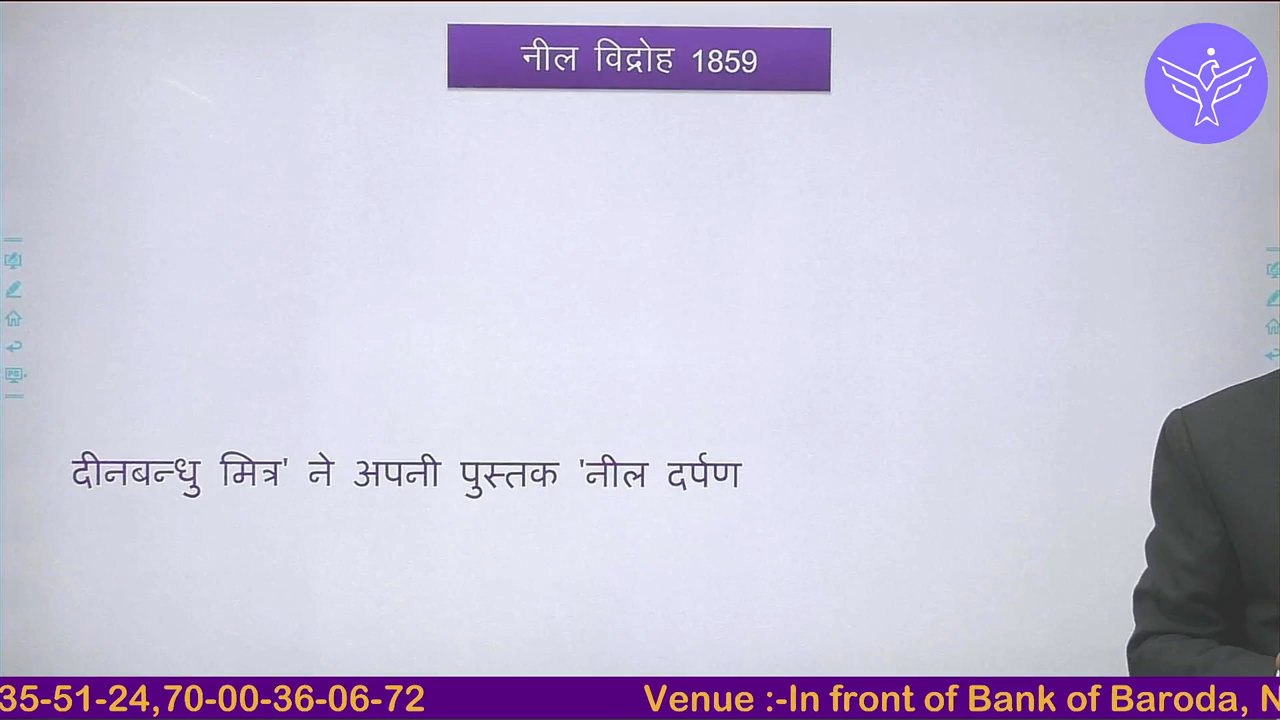 नील विद्रोह 1859
दीनबन्धु मित्र' ने अपनी पुस्तक 'नील दर्पण
35-51-24,70-00-36-06-72 Venue :-In front of Bank of Baroda, N